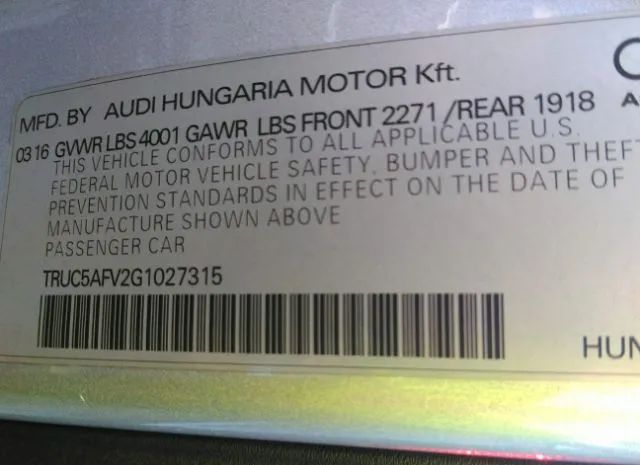 MFD. BY AUDI HUNGARIA MOTOR Kft.
03 16 GVWR LBS 4001 GAWR LBS FRONT 2271 /REAR 1918
THIS VEHICLE CONFORMS TO ALL APPLICABLE U.S.
FEDERAL MOTOR VEHICLE SAFETY, BUMPER AND THEFT
PREVENTION STANDARDS IN EFFECT ON THE DATE OF
MANUFACTURE SHOWN ABOVE
PASSENGER CAR
TRUC5AFV2G1027315
HUN